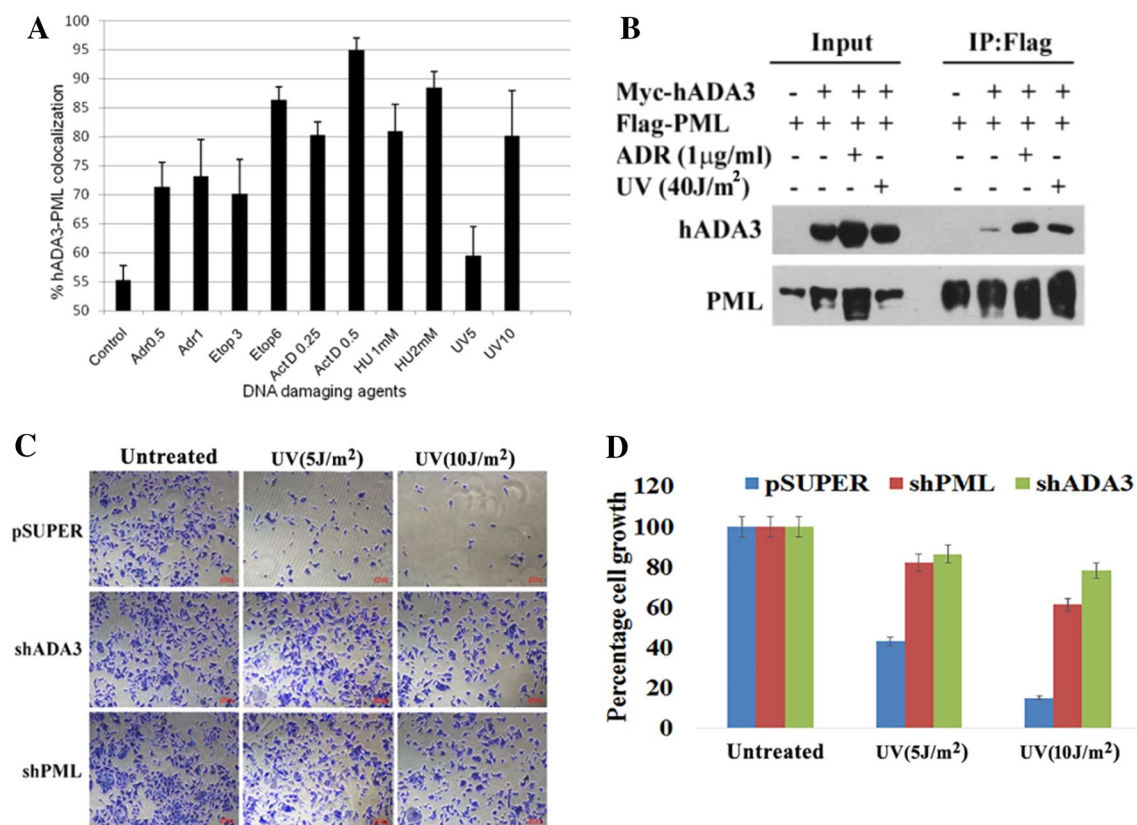 A
% hADA3-PML colocalization
100
95
90
85
80
75
70
65
60
55
50
Control
Adr0.5
Adr1
Etop3
Etop6
ActD 0.25
ActD 0.5
HU 1mM
HU2mM
UV5
UV10
DNA damaging agents
B
Input IP:Flag
Myc-hADA3 - + + + - + + +
Flag-PML + + + + + + + +
ADR (1μg/ml) - - + - - - + -
UV (40J/m²) - - - + - - - +
hADA3
PML
C
Untreated UV(5J/m²) UV(10J/m²)
pSUPER
shADA3
shPML
D
pSUPER shPML shADA3
Percentage cell growth
120
100
80
60
40
20
0
Untreated UV(5J/m²) UV(10J/m²)